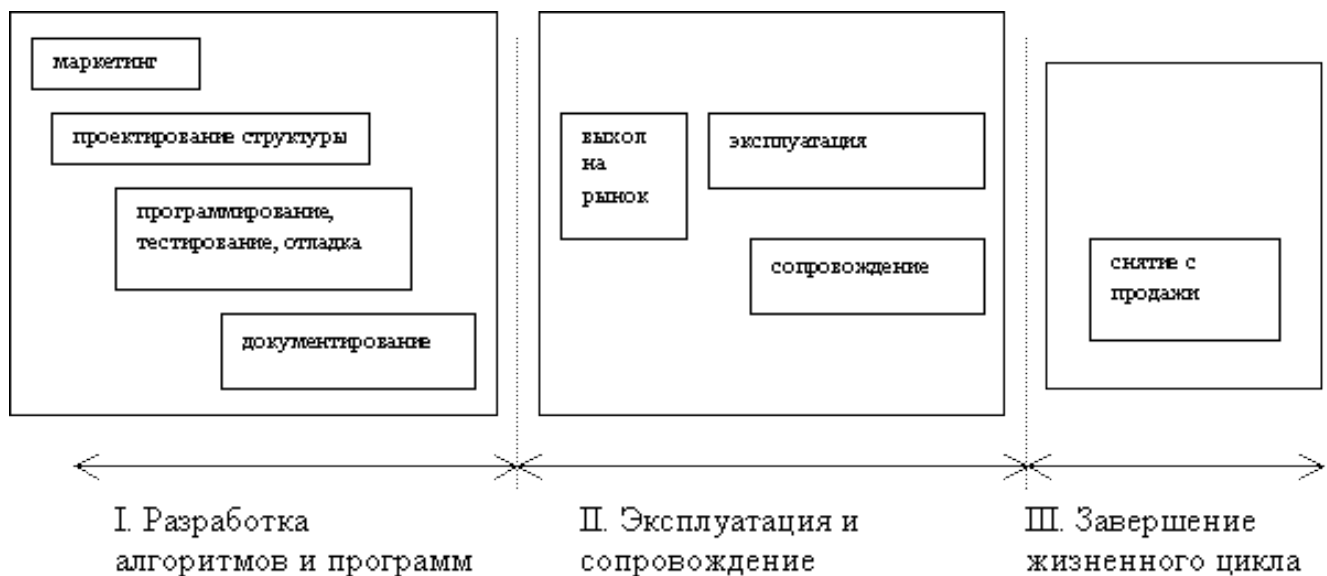 маркетинг
проектирование структуры
программирование,
тестирование, отладка
документирование
выхол
на
рынок
эксплуатация
сопровождение
снятие с
продажи
I. Разработка
алгоритмов и программ
II. Эксплуатация и
сопровождение
III. Завершение
жизненного цикла